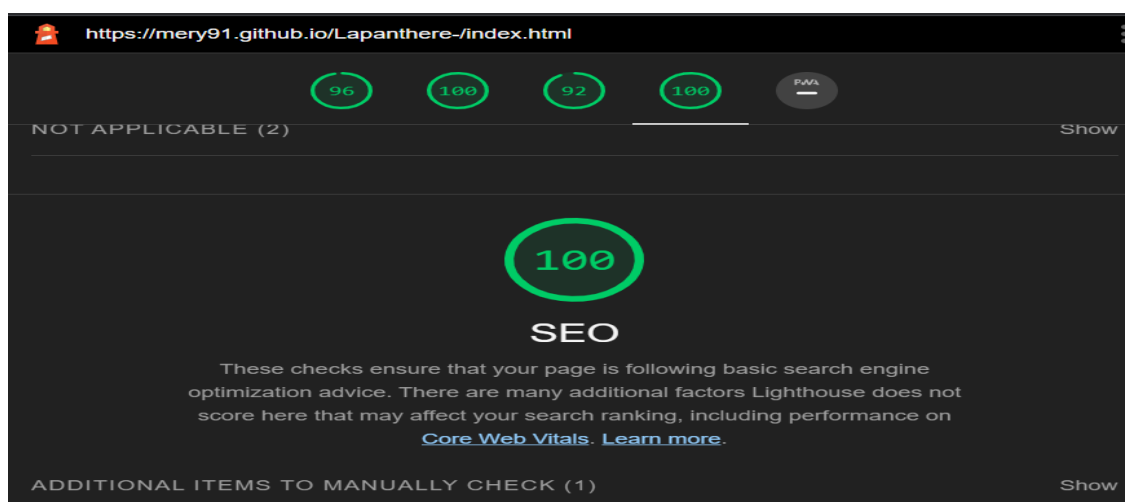 https://mery91.github.io/Lapanthere-/index.html
96 100 92 100 PWA
NOT APPLICABLE (2) Show
100
SEO
These checks ensure that your page is following basic search engine
optimization advice. There are many additional factors Lighthouse does not
score here that may affect your search ranking, including performance on
Core Web Vitals. Learn more.
ADDITIONAL ITEMS TO MANUALLY CHECK (1) Show